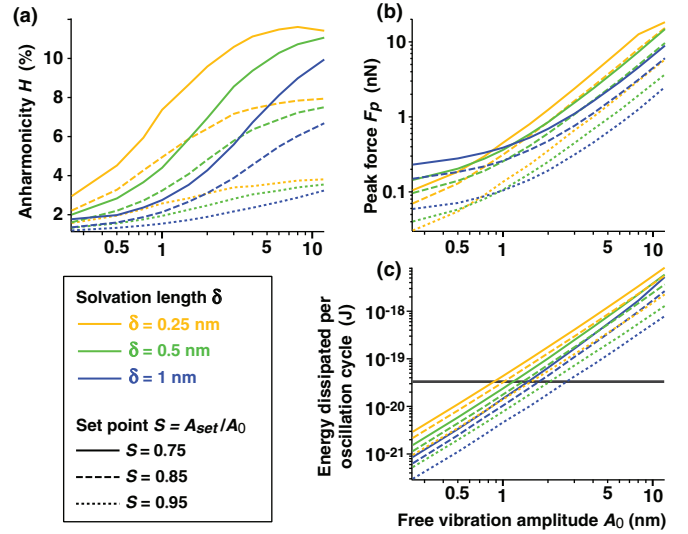 (a)
Anharmonicity H (%)
10
8
6
4
2
0.5
1
5
10
(b)
Peak force Fp (nN)
10
1
0.1
0.5
1
5
10
Solvation length δ
δ = 0.25 nm
δ = 0.5 nm
δ = 1 nm
Set point S = Aset/A0
S = 0.75
S = 0.85
S = 0.95
(c)
Energy dissipated per
oscillation cycle (J)
10-18
10-19
10-20
10-21
0.5
1
5
10
Free vibration amplitude A0 (nm)